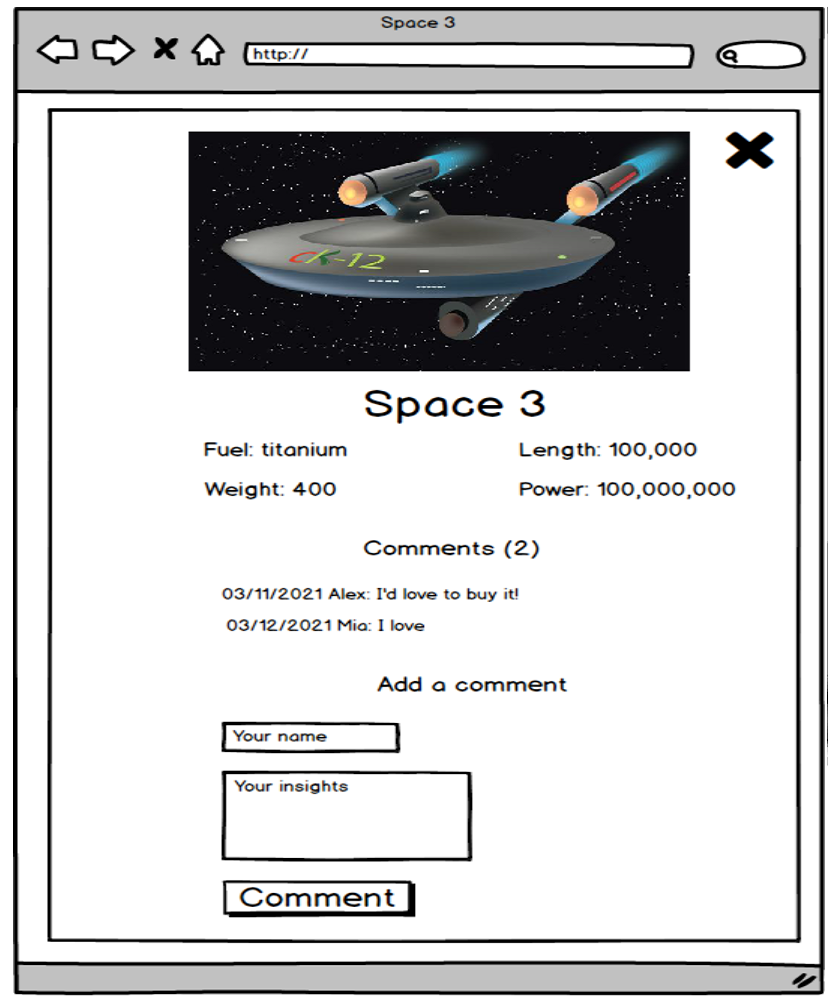 Space 3
http://
cK-12
Space 3
Fuel: titanium Length: 100,000
Weight: 400 Power: 100,000,000
Comments (2)
03/11/2021 Alex: I'd love to buy it!
03/12/2021 Mia: I love
Add a comment
Your name
Your insights
Comment